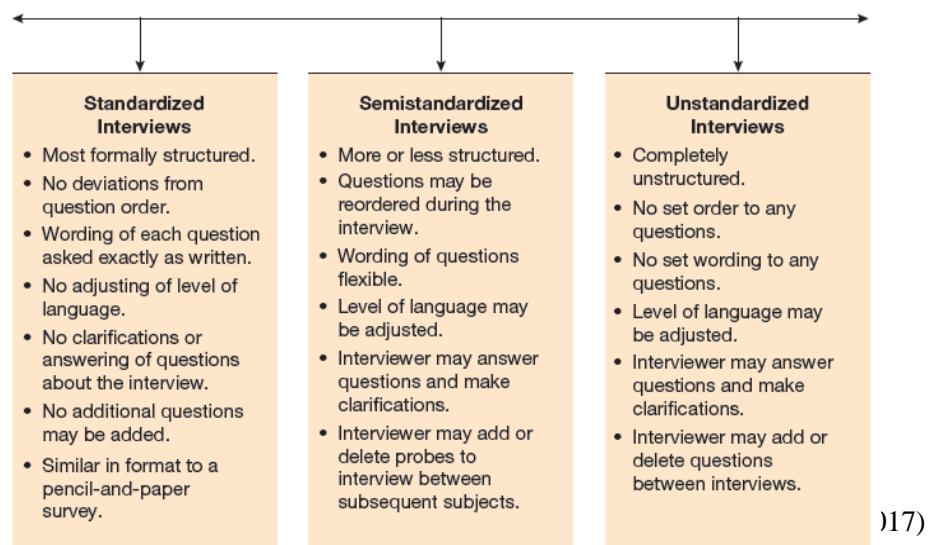 Standardized
Interviews
• Most formally structured.
• No deviations from
question order.
• Wording of each question
asked exactly as written.
• No adjusting of level of
language.
• No clarifications or
answering of questions
about the interview.
• No additional questions
may be added.
• Similar in format to a
pencil-and-paper
survey.
Semistandardized
Interviews
• More or less structured.
• Questions may be
reordered during the
interview.
• Wording of questions
flexible.
• Level of language may
be adjusted.
• Interviewer may answer
questions and make
clarifications.
• Interviewer may add or
delete probes to
interview between
subsequent subjects.
Unstandardized
Interviews
• Completely
unstructured.
• No set order to any
questions.
• No set wording to any
questions.
• Level of language may
be adjusted.
• Interviewer may answer
questions and make
clarifications.
• Interviewer may add or
delete questions
between interviews.
17)